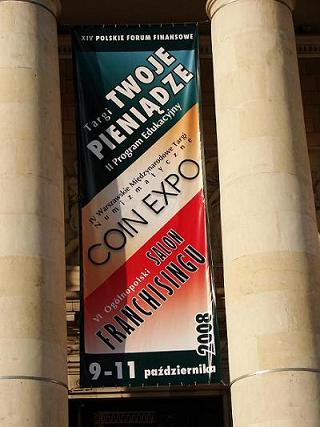 XIV POLSKIE FORUM FINANSOWE
Targi TWOJE
PIENIĄDZE
II Program Edukacyjny
IV Warszawskie Międzynarodowe Targi
Numizmatyczne
COIN EXPO
VI Ogólnopolski SALON
FRANCHISINGU
2008
9-11 października